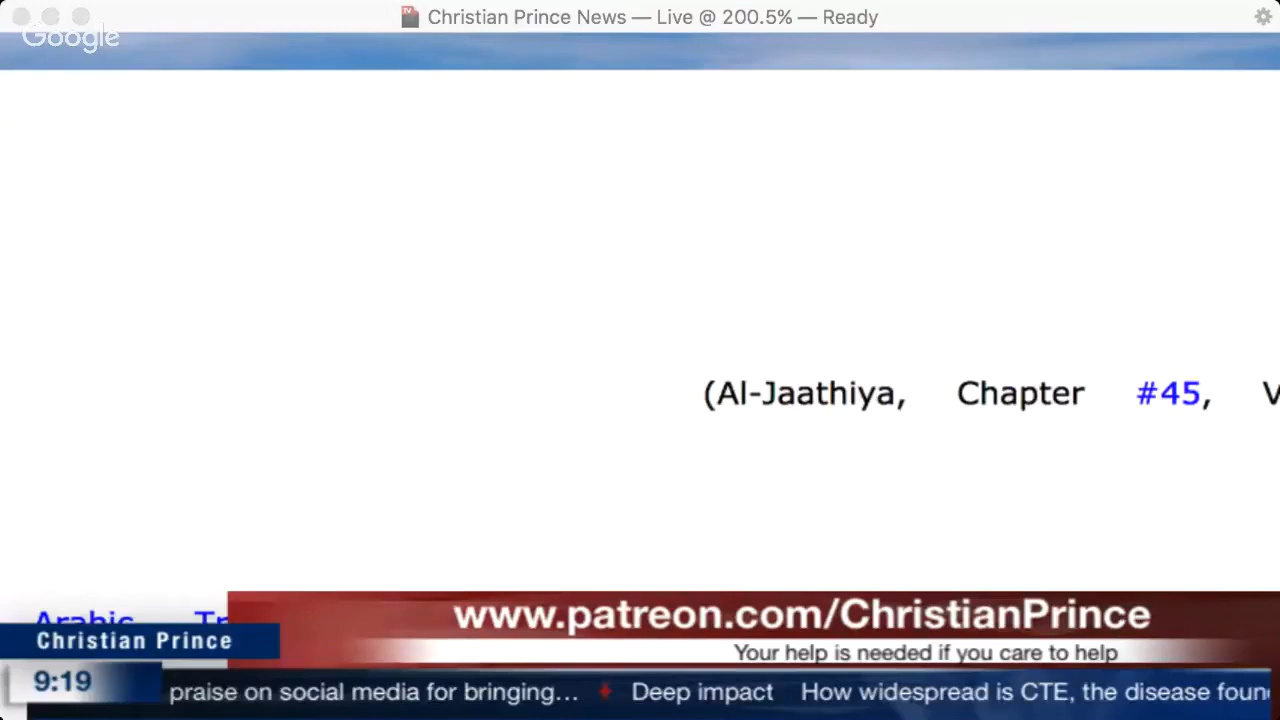 Christian Prince News — Live @ 200.5% — Ready
Google
(Al-Jaathiya, Chapter #45, V
Arabic Tr
www.patreon.com/ChristianPrince
Christian Prince
Your help is needed if you care to help
9:19
praise on social media for bringing... Deep impact How widespread is CTE, the disease foun